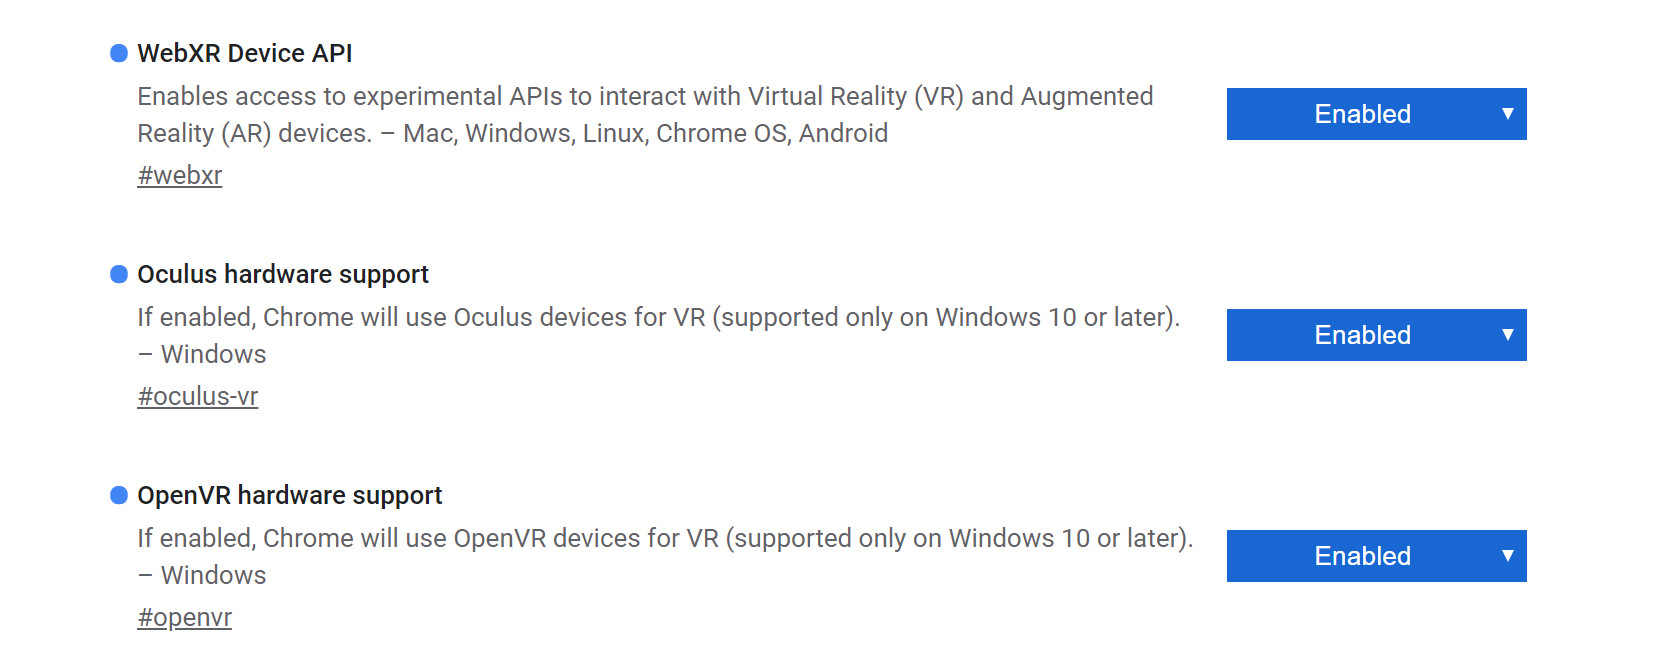 WebXR Device API
Enables access to experimental APIs to interact with Virtual Reality (VR) and Augmented
Reality (AR) devices. – Mac, Windows, Linux, Chrome OS, Android
Enabled
#webxr
Oculus hardware support
If enabled, Chrome will use Oculus devices for VR (supported only on Windows 10 or later).
– Windows
Enabled
#oculus-vr
OpenVR hardware support
If enabled, Chrome will use OpenVR devices for VR (supported only on Windows 10 or later).
– Windows
Enabled
#openvr